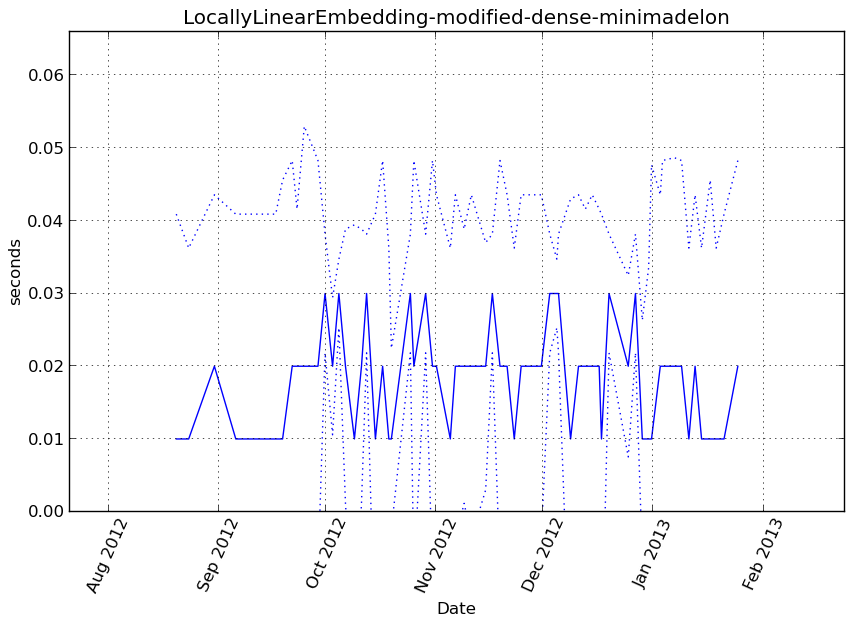 LocallyLinearEmbedding-modified-dense-minimadelon
0.06
0.05
0.04
0.03
0.02
0.01
0.00
seconds
Aug 2012
Sep 2012
Oct 2012
Nov 2012
Dec 2012
Jan 2013
Feb 2013
Date